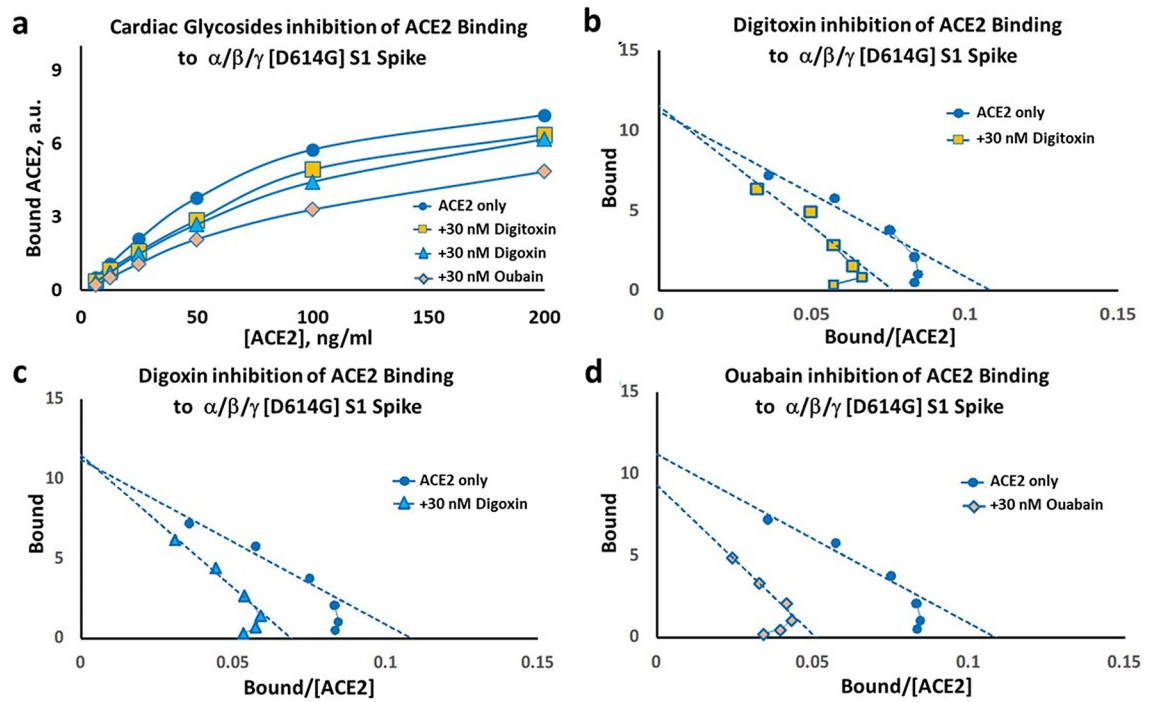 a
Cardiac Glycosides inhibition of ACE2 Binding
to α/β/γ [D614G] S1 Spike
Bound ACE2, a.u.
9
6
3
0
0 50 100 150 200
[ACE2], ng/ml
ACE2 only
+30 nM Digitoxin
+30 nM Digoxin
+30 nM Oubain
b
Digitoxin inhibition of ACE2 Binding
to α/β/γ [D614G] S1 Spike
Bound
15
10
5
0
0 0.05 0.1 0.15
Bound/[ACE2]
ACE2 only
+30 nM Digitoxin
c
Digoxin inhibition of ACE2 Binding
to α/β/γ [D614G] S1 Spike
Bound
15
10
5
0
0 0.05 0.1 0.15
Bound/[ACE2]
ACE2 only
+30 nM Digoxin
d
Ouabain inhibition of ACE2 Binding
to α/β/γ [D614G] S1 Spike
Bound
15
10
5
0
0 0.05 0.1 0.15
Bound/[ACE2]
ACE2 only
+30 nM Ouabain